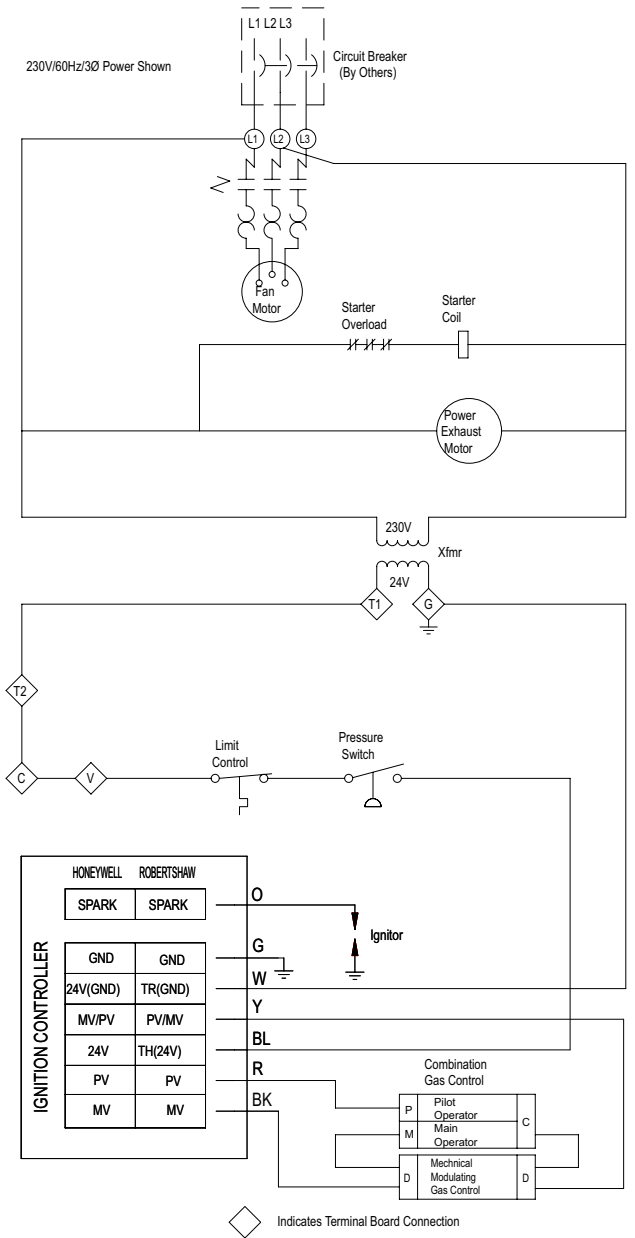 L1 L2 L3
230V/60Hz/3Ø Power Shown
Circuit Breaker
(By Others)
L1
L2
L3
Fan
Motor
Starter
Overload
Starter
Coil
Power
Exhaust
Motor
230V
Xfmr
24V
T1
G
T2
Limit
Control
Pressure
Switch
C
V
IGNITION CONTROLLER
HONEYWELL ROBERTSHAW
SPARK SPARK O
Ignitor
GND GND G
24V(GND) TR(GND) W
MV/PV PV/MV Y
24V TH(24V) BL
PV PV R
MV MV BK
Combination
Gas Control
P
Pilot
Operator
C
M
Main
Operator
D
Mechnical
Modulating
Gas Control
D
Indicates Terminal Board Connection